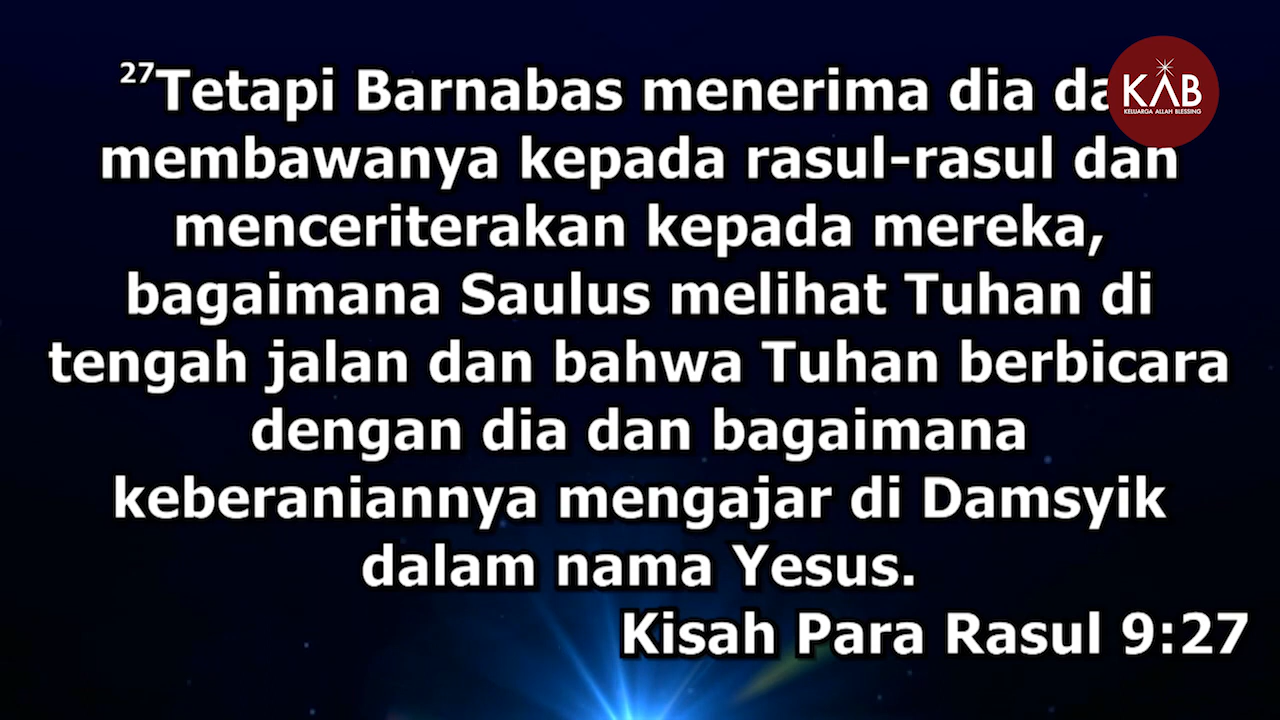 27Tetapi Barnabas menerima dia
membawanya kepada rasul-rasul dan
menceriterakan kepada mereka,
bagaimana Saulus melihat Tuhan di
tengah jalan dan bahwa Tuhan berbicara
dengan dia dan bagaimana
keberaniannya mengajar di Damsyik
dalam nama Yesus.
Kisah Para Rasul 9:27
KAB
KELUARGA ALLAH BLESSING